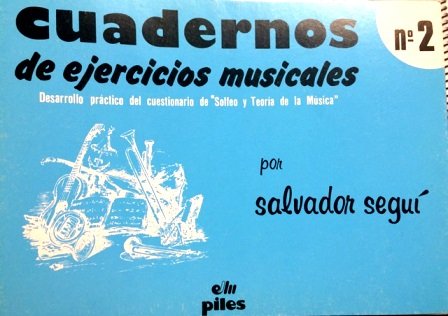 cuadernos
nº 2
de ejercicios musicales
Desarrollo práctico del cuestionario de "Solfeo y Teoría de la Música"
por
salvador seguí
piles